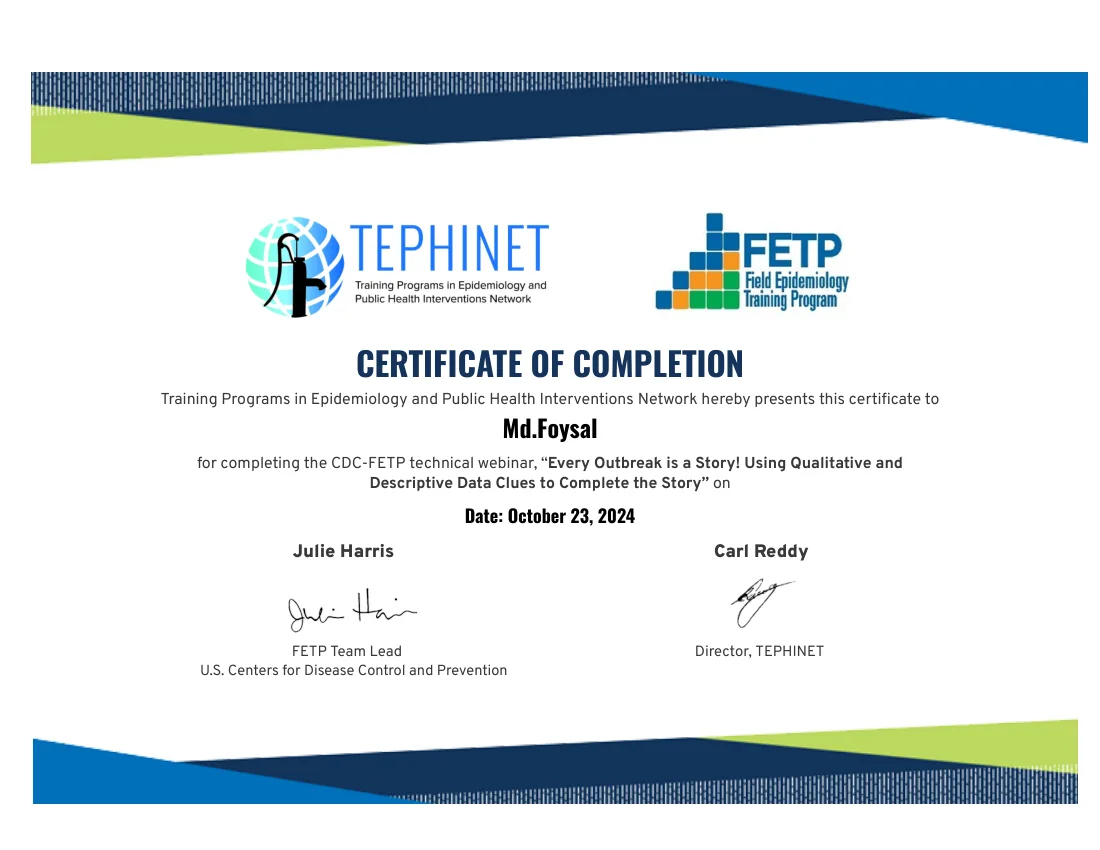 TEPHINET
Training Programs in Epidemiology and
Public Health Interventions Network
FETP
Field Epidemiology
Training Program
CERTIFICATE OF COMPLETION
Training Programs in Epidemiology and Public Health Interventions Network hereby presents this certificate to
Md.Foysal
for completing the CDC-FETP technical webinar, “Every Outbreak is a Story! Using Qualitative and
Descriptive Data Clues to Complete the Story” on
Date: October 23, 2024
Julie Harris
Carl Reddy
Julie Harris
FETP Team Lead
U.S. Centers for Disease Control and Prevention
Director, TEPHINET